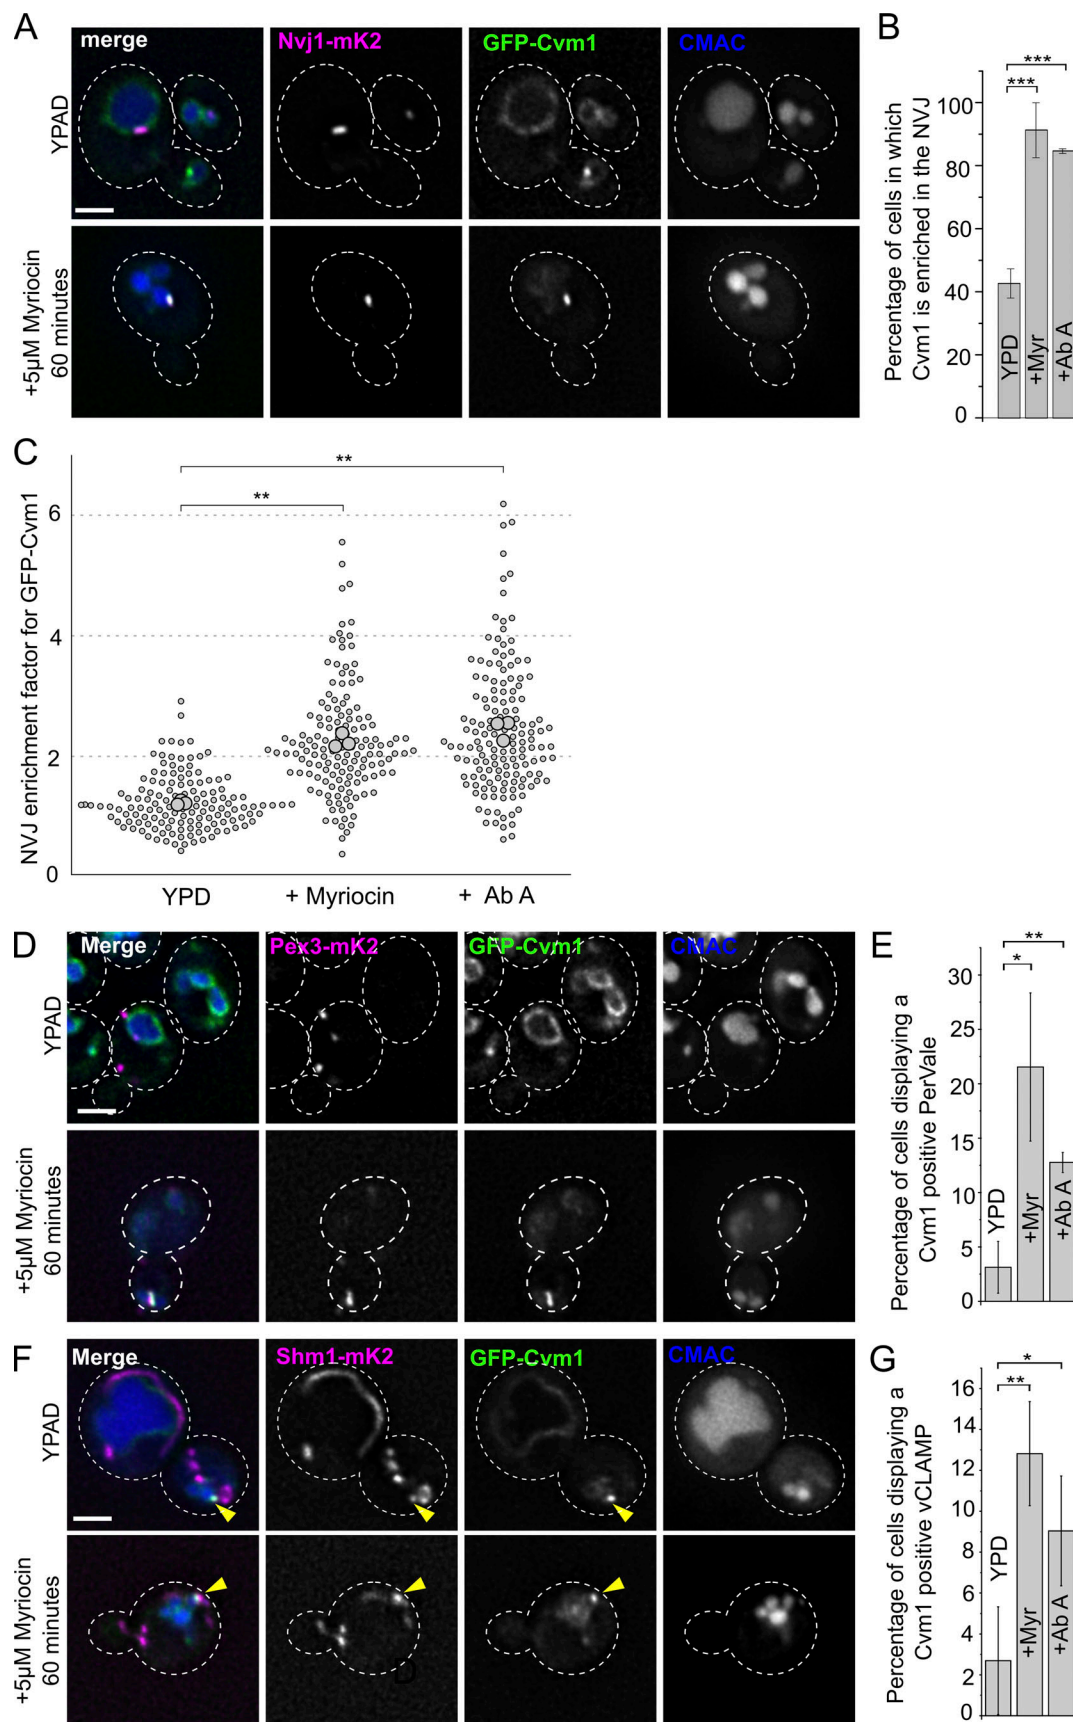 A
merge
Nvj1-mK2
GFP-Cvm1
CMAC
YPAD
+5µM Myriocin
60 minutes
B
***
***
Percentage of cells in which
Cvm1 is enriched in the NVJ
100
80
60
40
20
0
YPD
+Myr
+Ab A
C
**
**
NVJ enrichment factor for GFP-Cvm1
6
4
2
0
YPD
+ Myriocin
+ Ab A
D
Merge
Pex3-mK2
GFP-Cvm1
CMAC
YPAD
+5µM Myriocin
60 minutes
E
**
*
Percentage of cells displaying a
Cvm1 positive PerVale
30
25
20
15
10
5
0
YPD
+Myr
+Ab A
F
Merge
Shm1-mK2
GFP-Cvm1
CMAC
YPAD
+5µM Myriocin
60 minutes
D
G
*
**
Percentage of cells displaying a
Cvm1 positive vCLAMP
16
14
12
10
8
6
4
2
0
YPD
+Myr
+Ab A